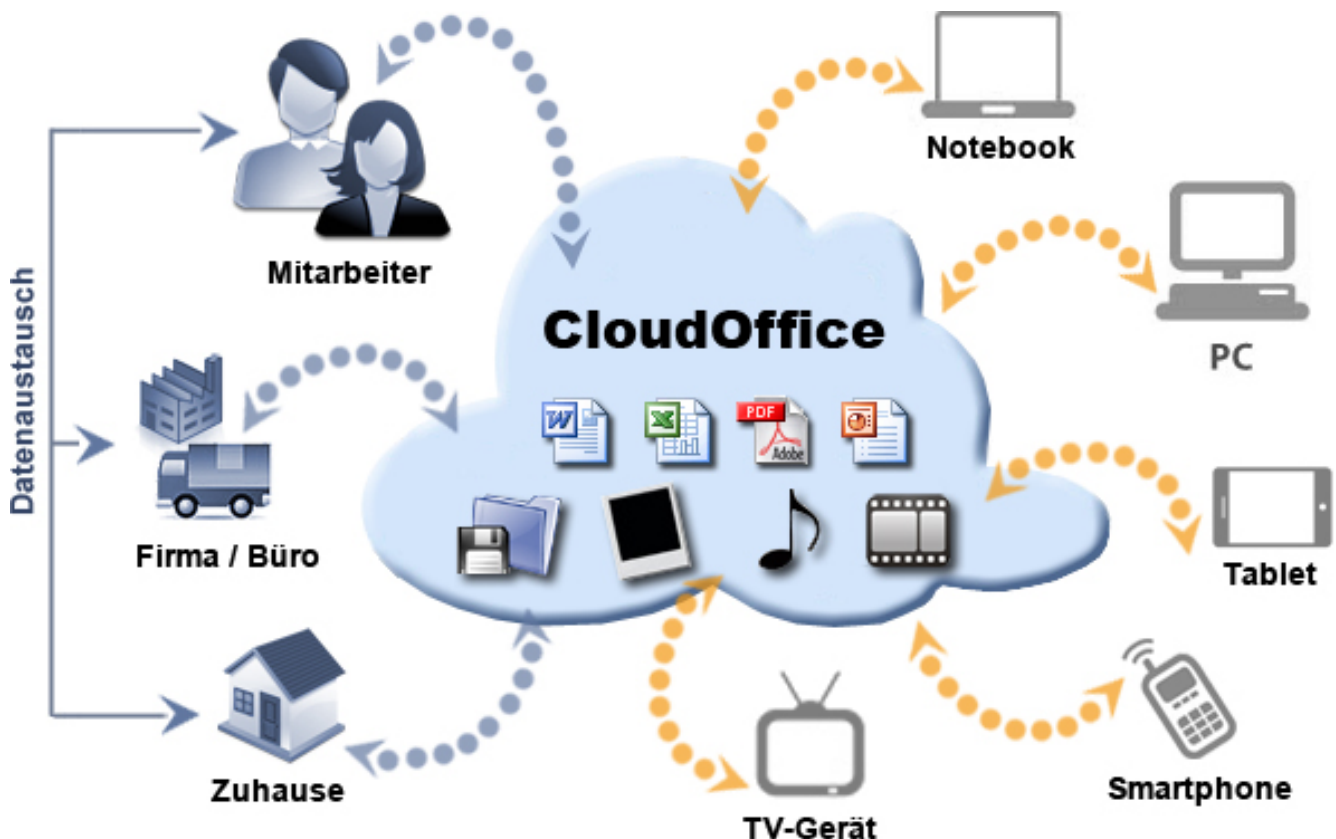 Notebook
Mitarbeiter
Datenaustausch
CloudOffice
PC
W
X
PDF
Adobe
Firma / Büro
Tablet
Zuhause
Smartphone
TV-Gerät